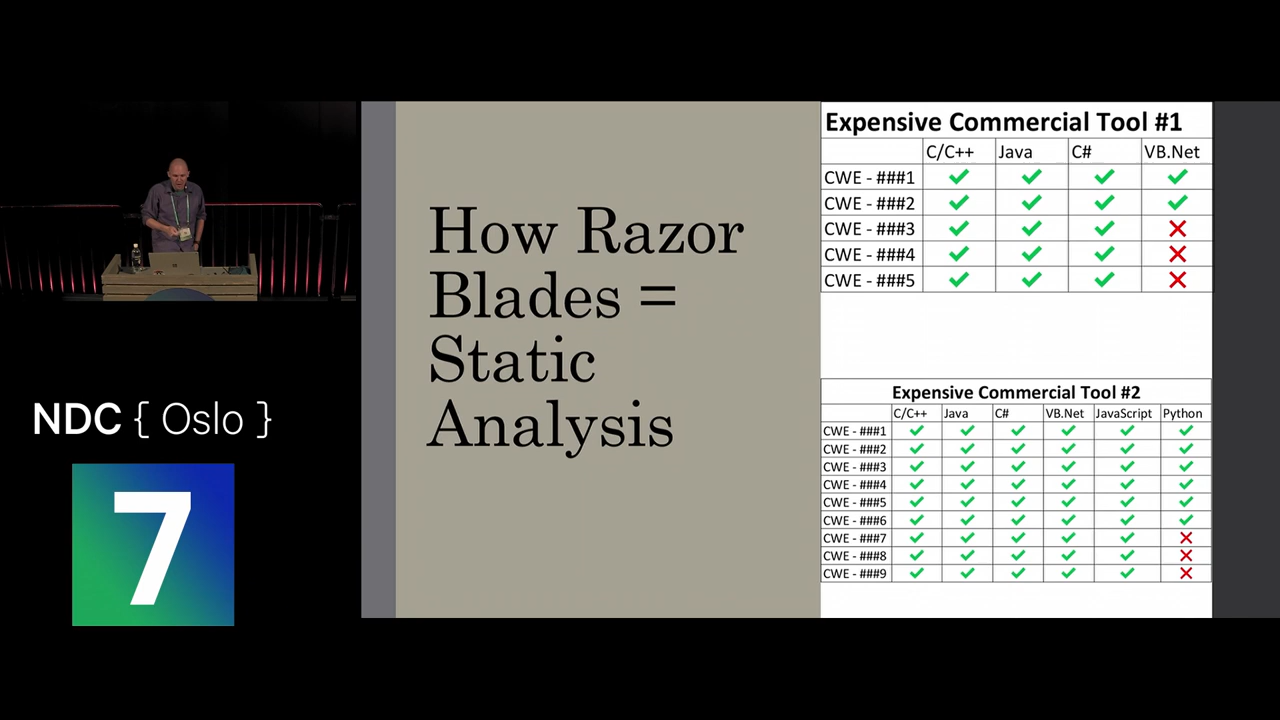 NDC { Oslo }
7
How Razor
Blades =
Static
Analysis
Expensive Commercial Tool #1
C/C++ Java C# VB.Net
CWE - ###1
CWE - ###2
CWE - ###3
CWE - ###4
CWE - ###5
Expensive Commercial Tool #2
C/C++ Java C# VB.Net JavaScript Python
CWE - ###1
CWE - ###2
CWE - ###3
CWE - ###4
CWE - ###5
CWE - ###6
CWE - ###7
CWE - ###8
CWE - ###9